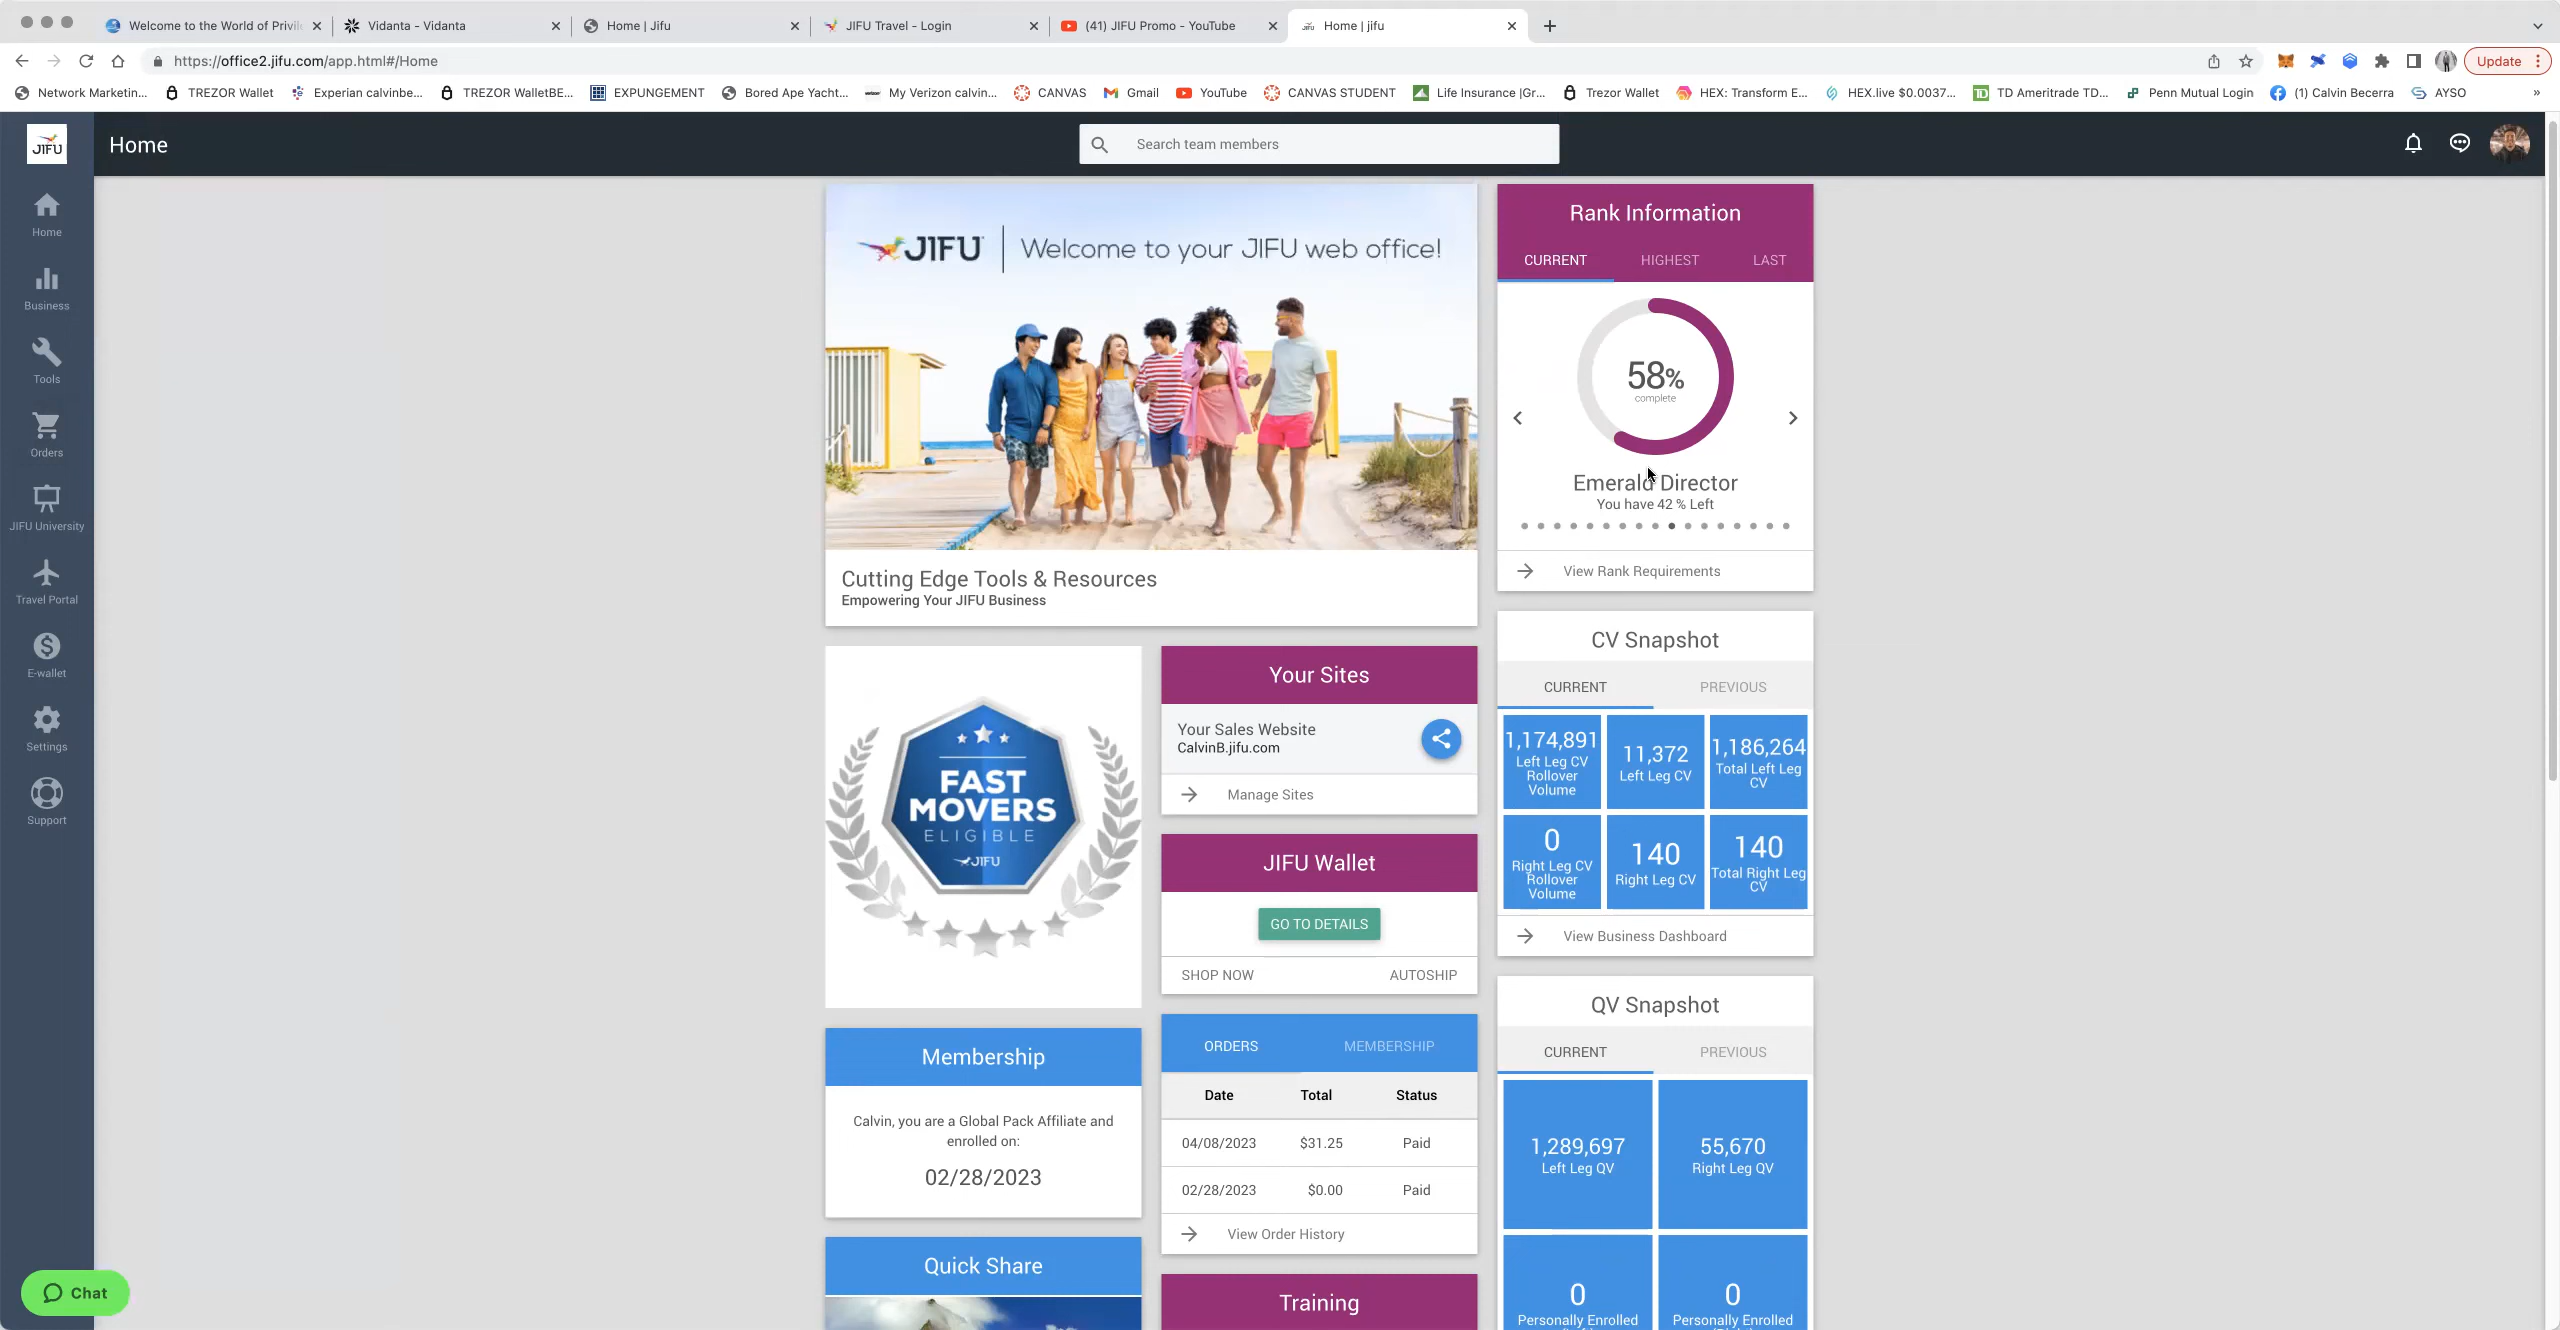 Welcome to the World of Privile
Vidanta - Vidanta
Home | Jifu
JIFU Travel - Login
(41) JIFU Promo - YouTube
Home | jifu
https://office2.jifu.com/app.html#/Home
Update
Network Marketin...
TREZOR Wallet
Experian calvinbe...
TREZOR WalletBE...
EXPUNGEMENT
Bored Ape Yacht...
My Verizon calvin...
CANVAS
Gmail
YouTube
CANVAS STUDENT
Life Insurance |Gr...
Trezor Wallet
HEX: Transform E...
HEX.live $0.0037...
TD Ameritrade TD...
Penn Mutual Login
(1) Calvin Becerra
AYSO
»
JIFU
Home
Search team members
Home
Business
Tools
Orders
JIFU University
Travel Portal
E-wallet
Settings
Support
Chat
JIFU
Welcome to your JIFU web office!
Cutting Edge Tools & Resources
Empowering Your JIFU Business
FAST
MOVERS
ELIGIBLE
JIFU
Membership
Calvin, you are a Global Pack Affiliate and
enrolled on:
02/28/2023
Quick Share
Your Sites
Your Sales Website
CalvinB.jifu.com
Manage Sites
JIFU Wallet
GO TO DETAILS
SHOP NOW AUTOSHIP
ORDERS MEMBERSHIP
Date Total Status
04/08/2023 $31.25 Paid
02/28/2023 $0.00 Paid
View Order History
Training
Rank Information
CURRENT HIGHEST LAST
58%
complete
Emerald Director
You have 42 % Left
View Rank Requirements
CV Snapshot
CURRENT PREVIOUS
1,174,891
Left Leg CV
Rollover
Volume
11,372
Left Leg CV
1,186,264
Total Left Leg
CV
0
Right Leg CV
Rollover
Volume
140
Right Leg CV
140
Total Right Leg
CV
View Business Dashboard
QV Snapshot
CURRENT PREVIOUS
1,289,697
Left Leg QV
55,670
Right Leg QV
0
Personally Enrolled
0
Personally Enrolled